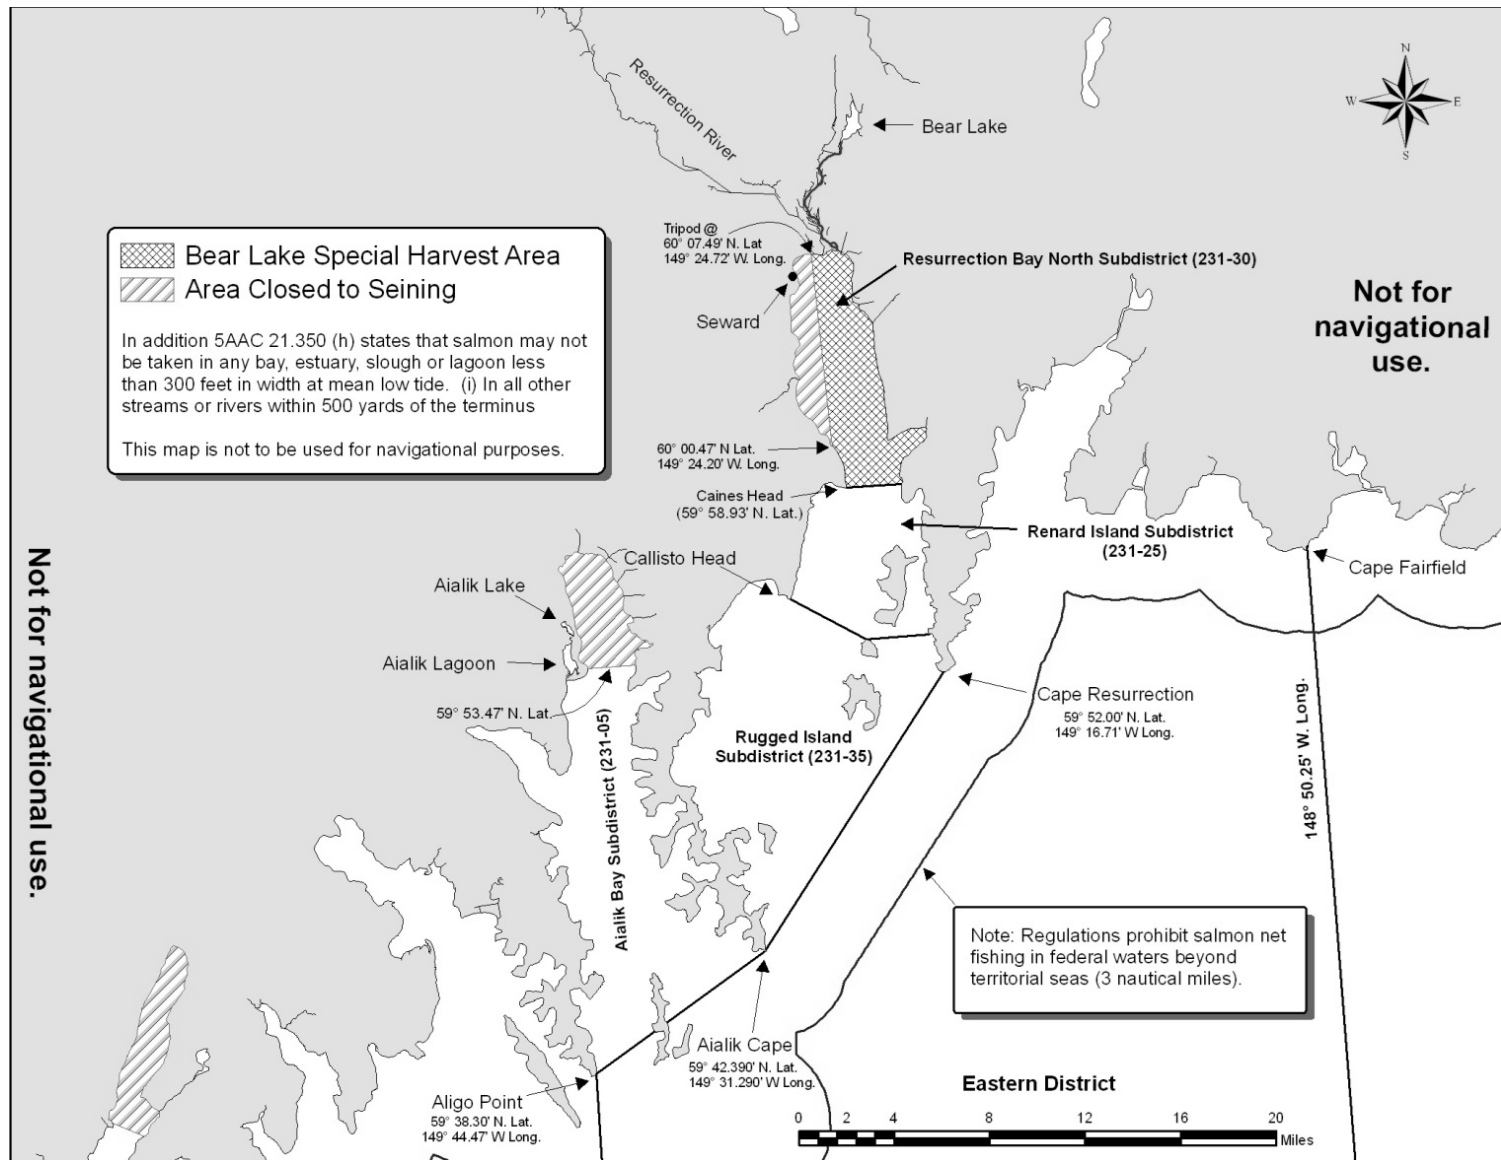 Resurrection River
Bear Lake
N
W
E
S
Bear Lake Special Harvest Area
Area Closed to Seining
In addition 5AAC 21.350 (h) states that salmon may not
be taken in any bay, estuary, slough or lagoon less
than 300 feet in width at mean low tide. (i) In all other
streams or rivers within 500 yards of the terminus
This map is not to be used for navigational purposes.
Tripod @
60° 07.49' N. Lat
149° 24.72' W. Long.
Resurrection Bay North Subdistrict (231-30)
Seward
Not for
navigational
use.
60° 00.47' N Lat.
149° 24.20' W. Long.
Caines Head
(59° 58.93' N. Lat.)
Renard Island Subdistrict
(231-25)
Cape Fairfield
Callisto Head
Aialik Lake
Aialik Lagoon
59° 53.47' N. Lat.
Not for navigational use.
Cape Resurrection
59° 52.00' N. Lat.
149° 16.71' W Long.
Rugged Island
Subdistrict (231-35)
Aialik Bay Subdistrict (231-05)
148° 50.25' W. Long.
Note: Regulations prohibit salmon net
fishing in federal waters beyond
territorial seas (3 nautical miles).
Aialik Cape
59° 42.390' N. Lat.
149° 31.290' W Long.
Aligo Point
59° 38.30' N. Lat.
149° 44.47' W Long.
Eastern District
0 2 4 8 12 16 20
Miles